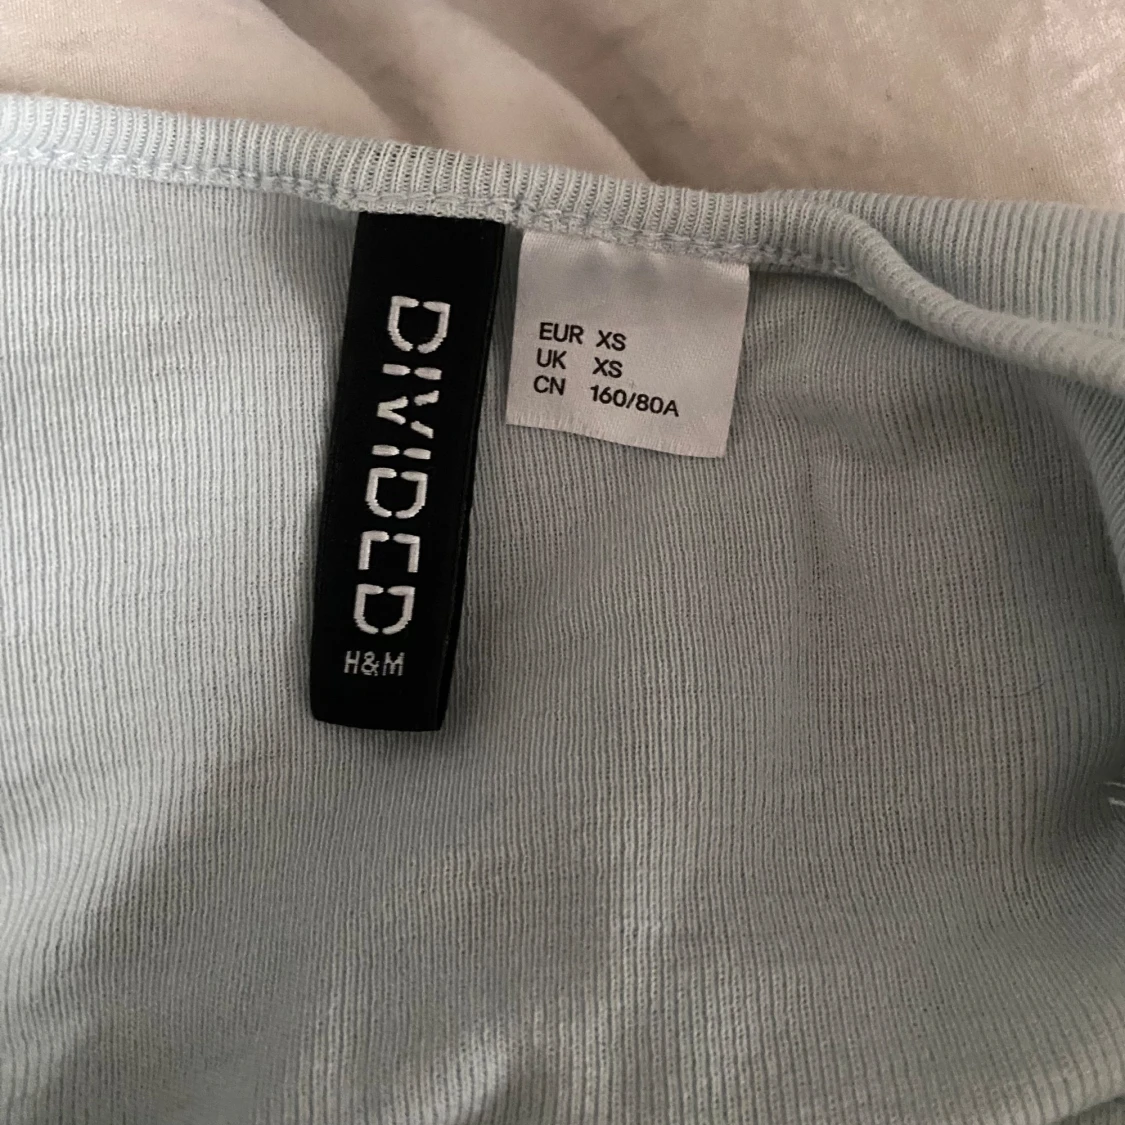 DIVIDED
H&M
EUR XS
UK XS
CN 160/80A